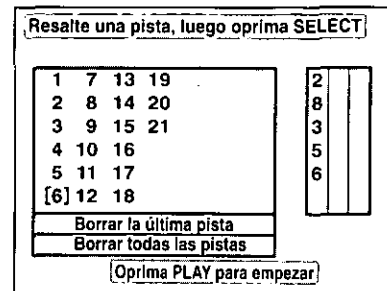 Resalte una pista, luego oprima SELECT
1 7 13 19 2
2 8 14 20 8
3 9 15 21 3
4 10 16 5
5 11 17 6
[6] 12 18
Borrar la última pista
Borrar todas las pistas
Oprima PLAY para empezar